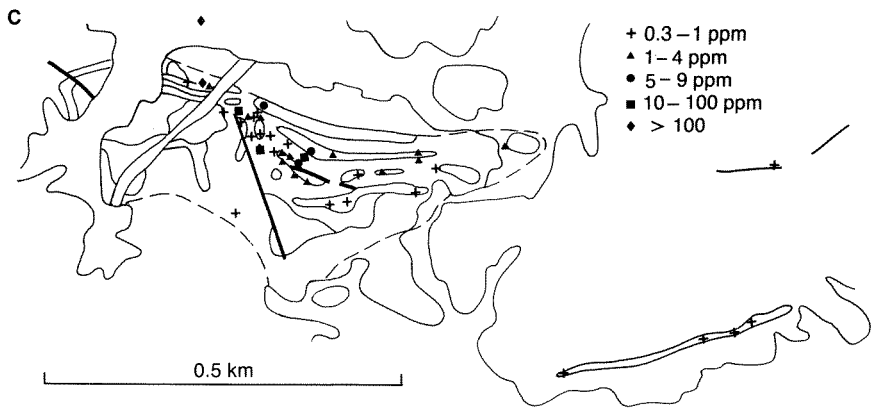 C
+ 0.3 – 1 ppm
▲ 1 – 4 ppm
● 5 – 9 ppm
■ 10 – 100 ppm
◆ > 100
0.5 km